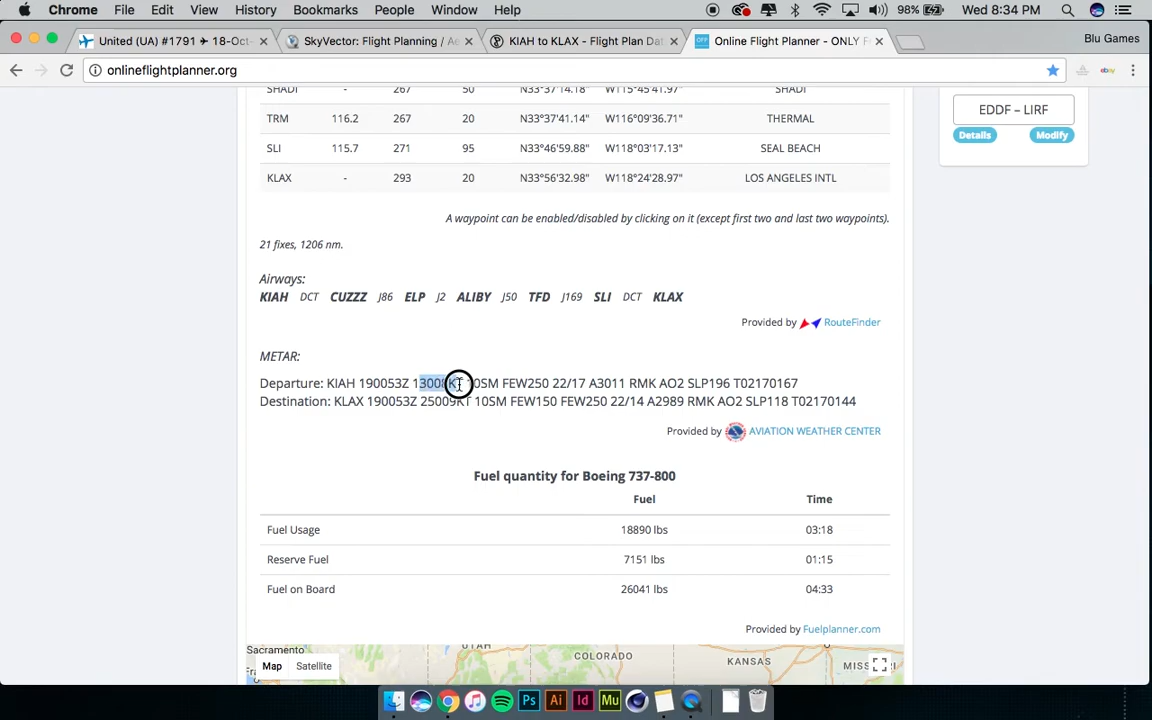 Chrome File Edit View History Bookmarks People Window Help 98% Wed 8:34 PM
United (UA) #1791 ✈ 18-Oct- SkyVector: Flight Planning / Ae KIAH to KLAX - Flight Plan Dat OFP Online Flight Planner - ONLY F Blu Games
onlineflightplanner.org ebay
SHADI - 267 50 N33°37'14.18" W115°45'41.97" SHADI
EDDF – LIRF
TRM 116.2 267 20 N33°37'41.14" W116°09'36.71" THERMAL
Details Modify
SLI 115.7 271 95 N33°46'59.88" W118°03'17.13" SEAL BEACH
KLAX - 293 20 N33°56'32.98" W118°24'28.97" LOS ANGELES INTL
A waypoint can be enabled/disabled by clicking on it (except first two and last two waypoints).
21 fixes, 1206 nm.
Airways:
KIAH DCT CUZZZ J86 ELP J2 ALIBY J50 TFD J169 SLI DCT KLAX
Provided by RouteFinder
METAR:
Departure: KIAH 190053Z 10SM FEW250 22/17 A3011 RMK AO2 SLP196 T02170167
Destination: KLAX 190053Z 25009KT 10SM FEW150 FEW250 22/14 A2989 RMK AO2 SLP118 T02170144
Provided by AVIATION WEATHER CENTER
Fuel quantity for Boeing 737-800
Fuel Time
Fuel Usage 18890 lbs 03:18
Reserve Fuel 7151 lbs 01:15
Fuel on Board 26041 lbs 04:33
Provided by Fuelplanner.com
Sacramento UTAH COLORADO KANSAS
Map Satellite
Ps Ai Id Mu